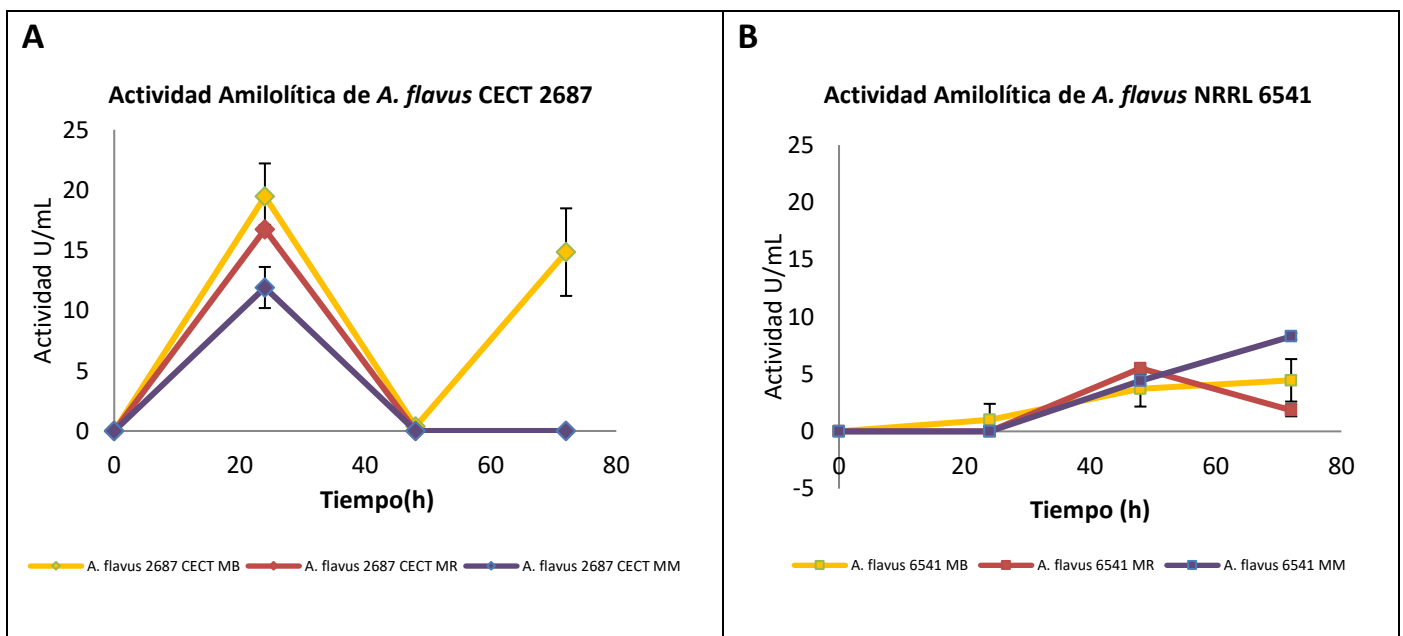 A
Actividad Amilolítica de A. flavus CECT 2687
25
20
15
10
5
0
Actividad U/mL
0 20 40 60 80
Tiempo(h)
A. flavus 2687 CECT MB A. flavus 2687 CECT MR A. flavus 2687 CECT MM
B
Actividad Amilolítica de A. flavus NRRL 6541
25
20
15
10
5
0
-5
Actividad U/mL
0 20 40 60 80
Tiempo (h)
A. flavus 6541 MB A. flavus 6541 MR A. flavus 6541 MM